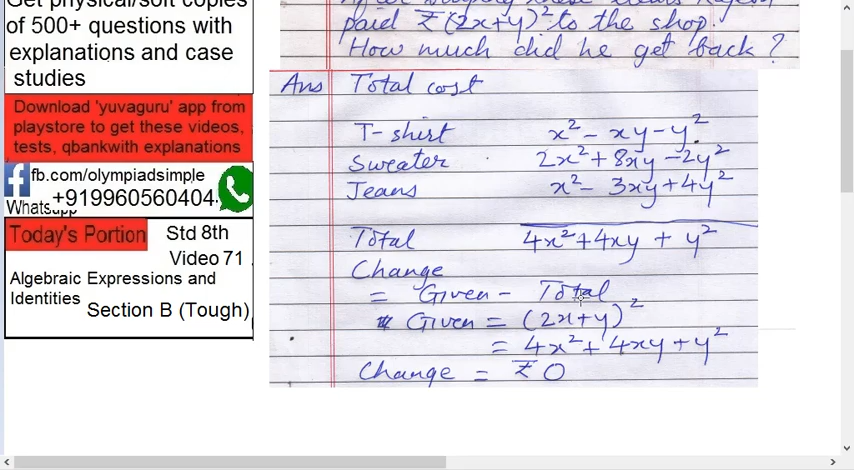 Get physical/soft copies
of 500+ questions with
explanations and case
studies
Download 'yuvaguru' app from
playstore to get these videos,
tests, qbankwith explanations
fb.com/olympiadsimple
+919960560404
Whatsapp
Today's Portion
Std 8th
Video 71
Algebraic Expressions and
Identities
Section B (Tough)
paid ₹(2x+y)² to the shop.
How much did he get back?
Ans Total cost
T-shirt x² - xy - y²
Sweater 2x² + 8xy - 2y²
Jeans x² - 3xy + 4y²
Total 4x² + 4xy + y²
Change
= Given - Total
Given = (2x+y)²
= 4x² + 4xy + y²
Change = ₹ 0